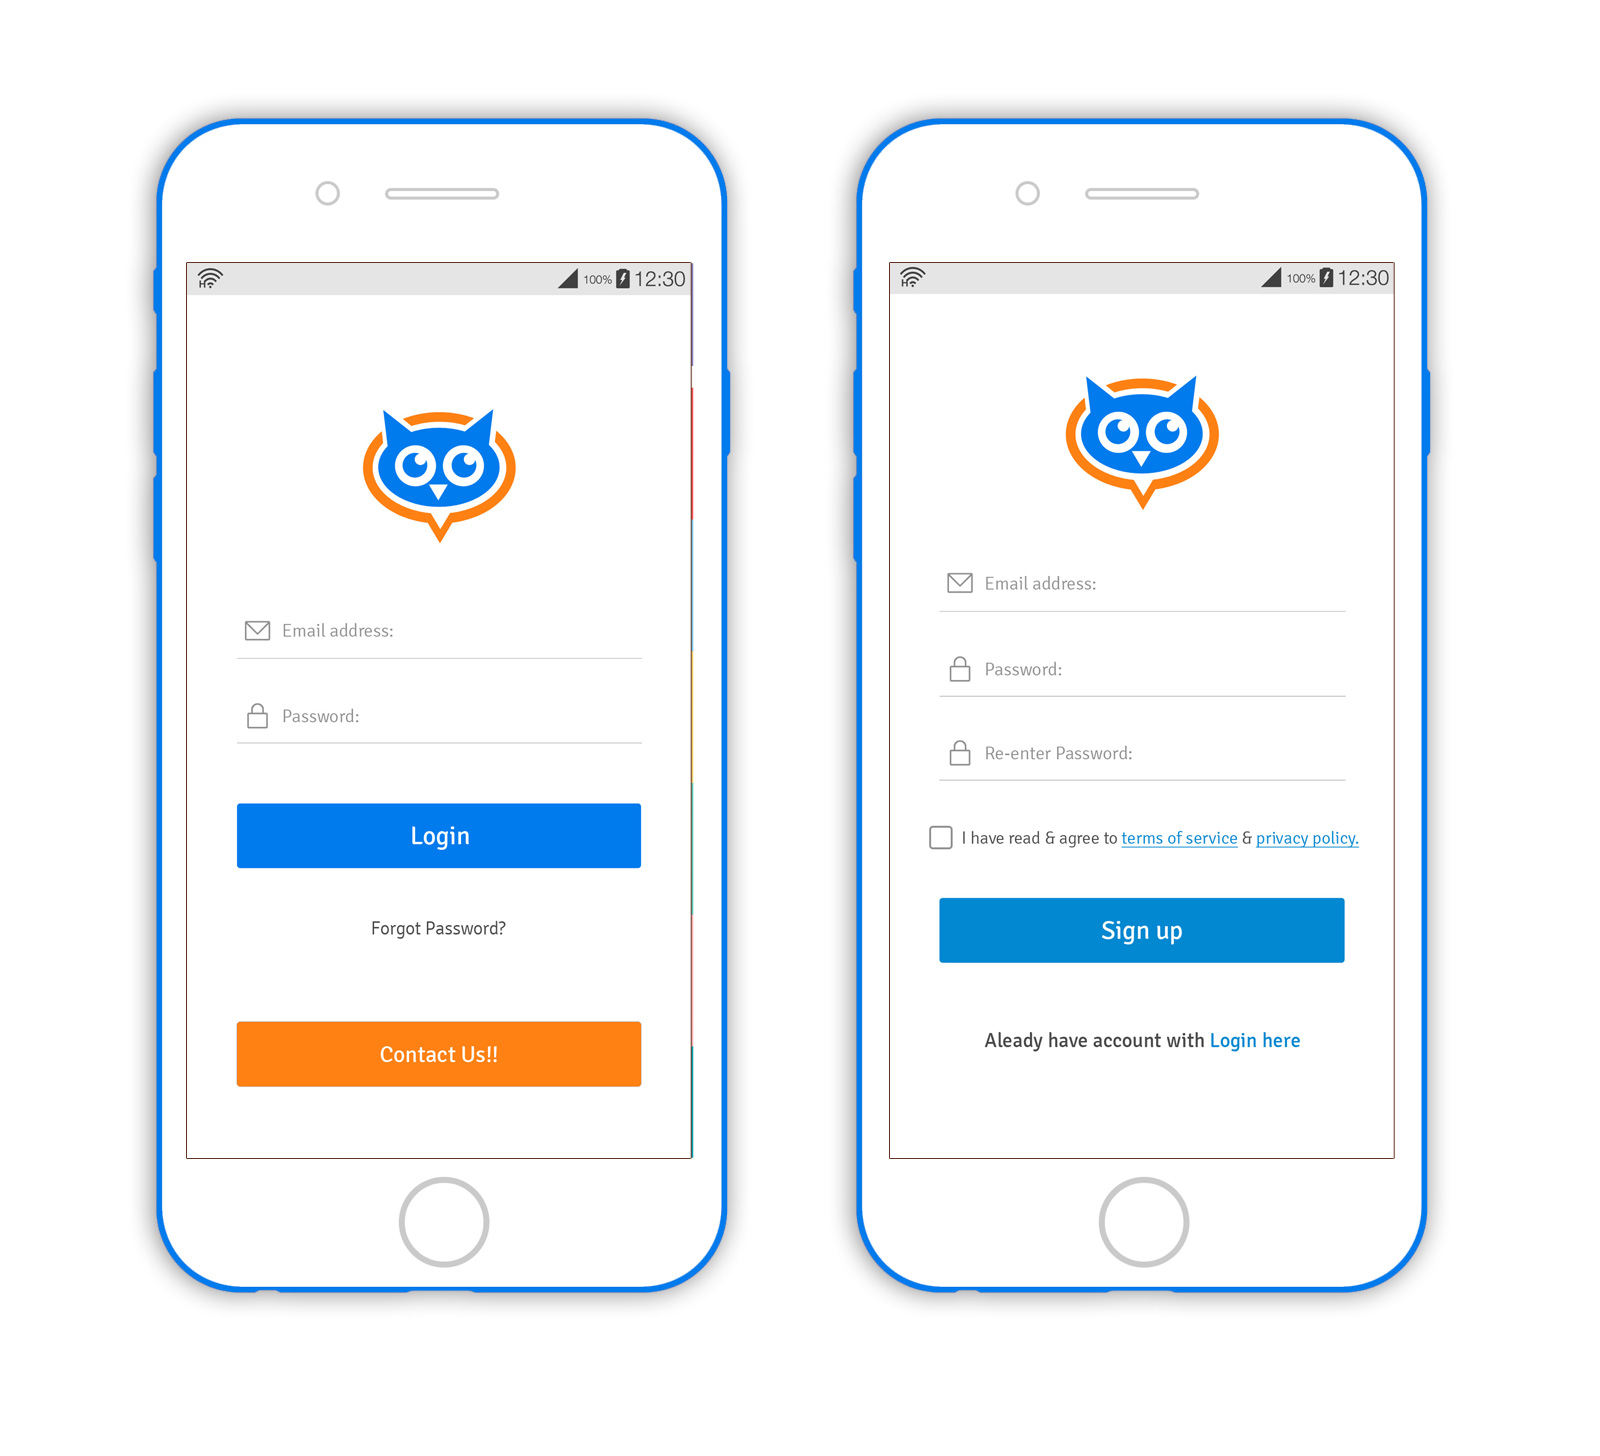 100% 12:30
Email address:
Password:
Login
Forgot Password?
Contact Us!!
H 100% 12:30
Email address:
Password:
Re-enter Password:
I have read & agree to terms of service & privacy policy.
Sign up
Aleady have account with Login here